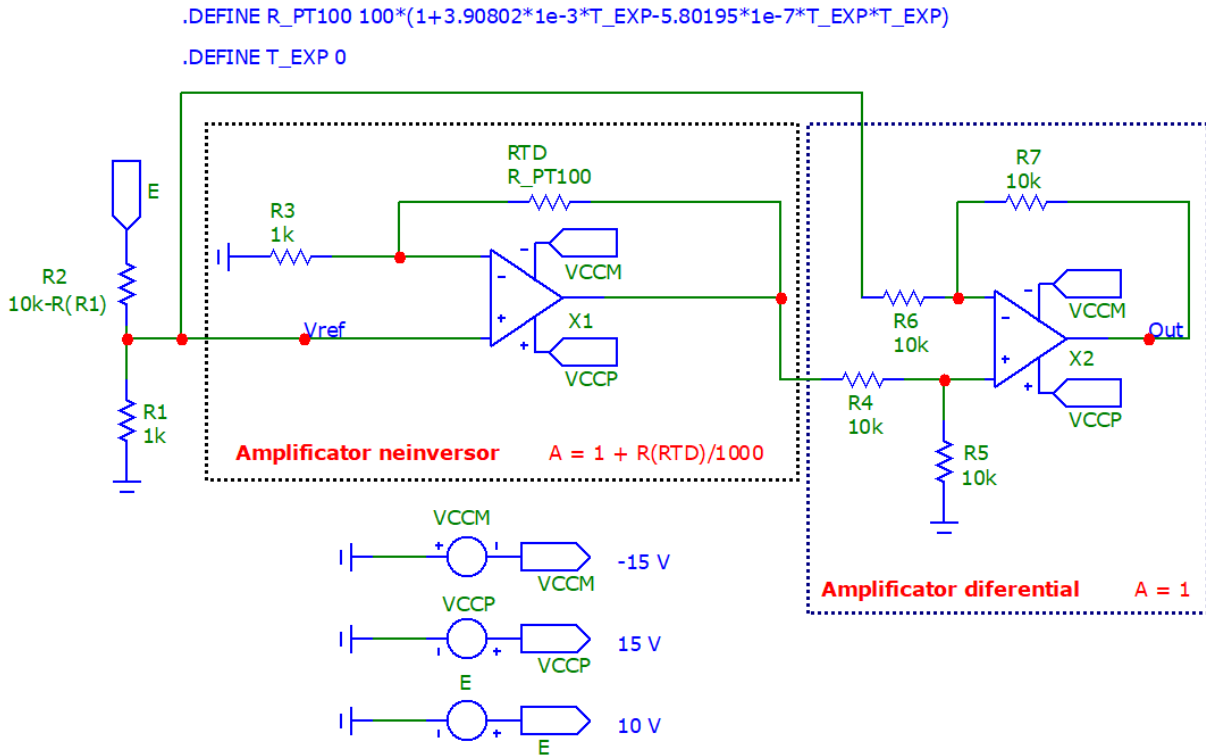 .DEFINE R_PT100 100*(1+3.90802*1e-3*T_EXP-5.80195*1e-7*T_EXP*T_EXP)
.DEFINE T_EXP 0
E
R2
10k-R(R1)
R1
1k
RTD
R_PT100
R3
1k
-
+
-
+
VCCM
X1
VCCP
Vref
Amplificator neinversor A = 1 + R(RTD)/1000
R7
10k
R6
10k
-
+
-
+
VCCM
Out
X2
VCCP
R4
10k
R5
10k
Amplificator diferential A = 1
VCCM
+
-
VCCM
-15 V
VCCP
-
+
VCCP
15 V
E
-
+
E
10 V